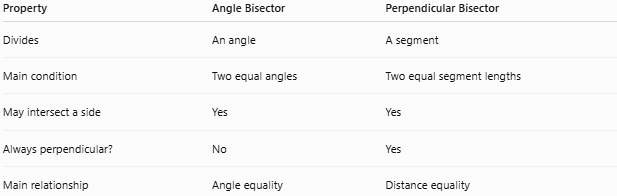 Property Angle Bisector Perpendicular Bisector
Divides An angle A segment
Main condition Two equal angles Two equal segment lengths
May intersect a side Yes Yes
Always perpendicular? No Yes
Main relationship Angle equality Distance equality